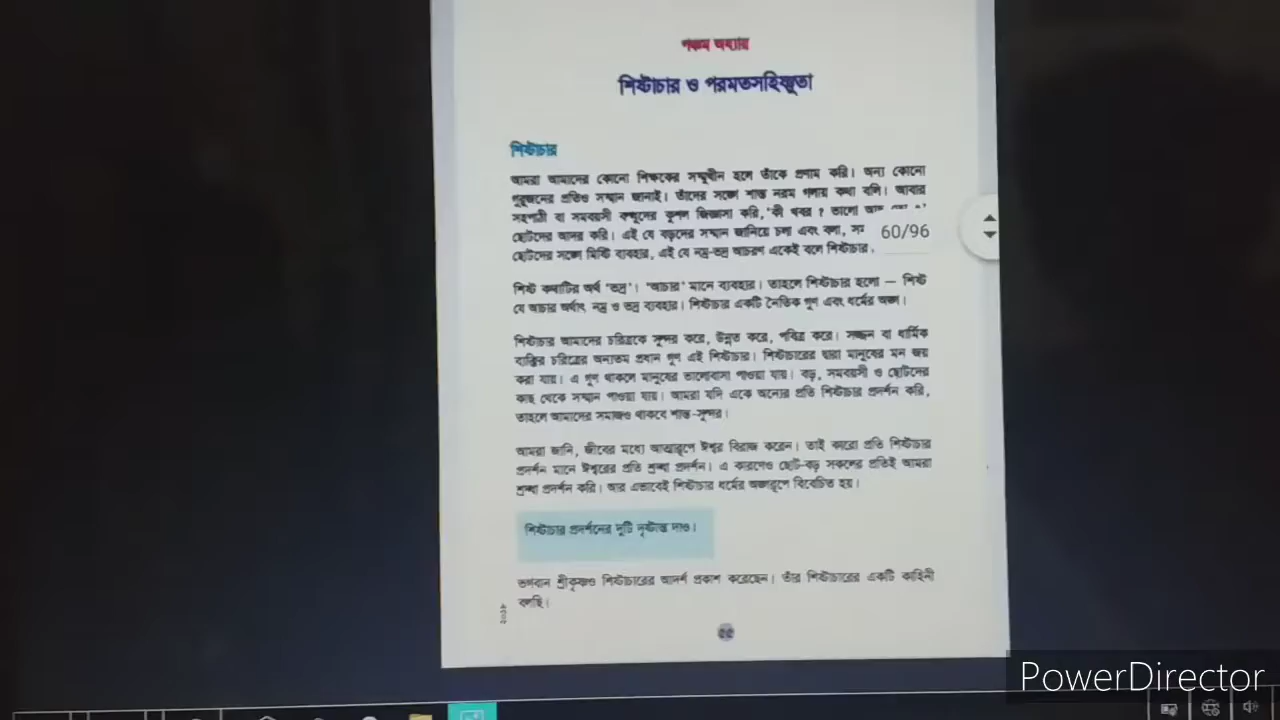 পঞ্চম অধ্যায়
শিষ্টাচার ও পরমতসহিষ্ণুতা
শিষ্টাচার
আমরা আমাদের কোনো শিক্ষকের সম্মুখীন হলে তাঁকে প্রণাম করি। অন্য কোনো
গুরুজনের প্রতিও সম্মান জানাই। তাঁদের সঙ্গে শান্ত নরম গলায় কথা বলি। আবার
সহপাঠী বা সমবয়সী বন্ধুদের কুশল জিজ্ঞাসা করি, 'কী খবর ? ভালো
ছোটদের আদর করি। এই যে বড়দের সম্মান জানিয়ে চলা এবং বলা,
ছোটদের সঙ্গে মিষ্টি ব্যবহার, এই যে নম্র-ভদ্র আচরণ একেই বলে শিষ্টাচার।
60/96
শিষ্ট কথাটির অর্থ 'ভদ্র'। 'আচার' মানে ব্যবহার। তাহলে শিষ্টাচার হলো — শিষ্ট
যে আচার অর্থাৎ নম্র ও ভদ্র ব্যবহার। শিষ্টাচার একটি নৈতিক গুণ এবং ধর্মের অঙ্গ।
শিষ্টাচার আমাদের চরিত্রকে সুন্দর করে, উন্নত করে, পবিত্র করে। সজ্জন বা ধার্মিক
ব্যক্তির চরিত্রের অন্যতম প্রধান গুণ এই শিষ্টাচার। শিষ্টাচারের দ্বারা মানুষের মন জয়
করা যায়। এ গুণ থাকলে মানুষের ভালোবাসা পাওয়া যায়। বড়, সমবয়সী ও ছোটদের
কাছ থেকে সম্মান পাওয়া যায়। আমরা যদি একে অন্যের প্রতি শিষ্টাচার প্রদর্শন করি,
তাহলে আমাদের সমাজও থাকবে শান্ত-সুন্দর।
আমরা জানি, জীবের মধ্যে আত্মারূপে ঈশ্বর বিরাজ করেন। তাই কারো প্রতি শিষ্টাচার
প্রদর্শন মানে ঈশ্বরের প্রতি শ্রদ্ধা প্রদর্শন। এ কারণেও ছোট-বড় সকলের প্রতিই আমরা
শ্রদ্ধা প্রদর্শন করি। আর এভাবেই শিষ্টাচার ধর্মের অঙ্গরূপে বিবেচিত হয়।
শিষ্টাচার প্রদর্শনের দুটি দৃষ্টান্ত দাও।
ভগবান শ্রীকৃষ্ণও শিষ্টাচারের আদর্শ প্রকাশ করেছেন। তাঁর শিষ্টাচারের একটি কাহিনী
বলছি।
৫৫
PowerDirector